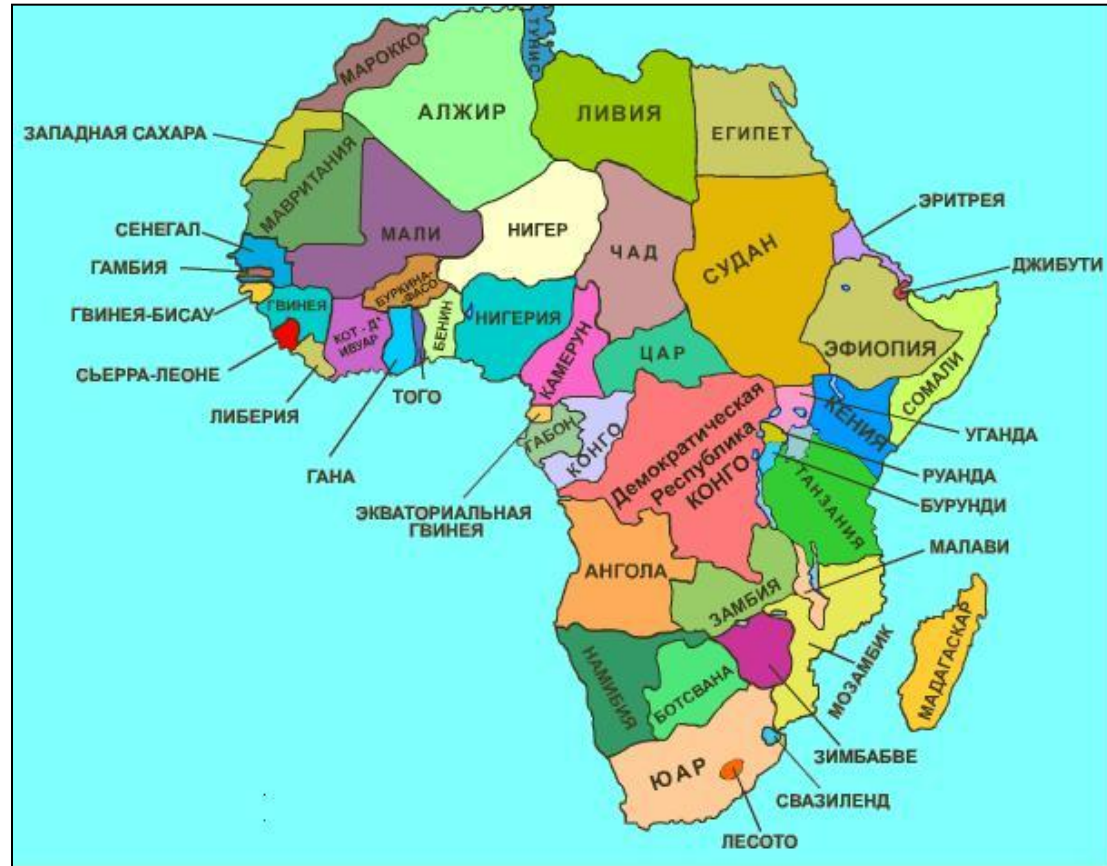 ТУНИС
МАРОККО
АЛЖИР
ЛИВИЯ
ЕГИПЕТ
ЗАПАДНАЯ САХАРА
МАВРИТАНИЯ
МАЛИ
НИГЕР
ЧАД
СУДАН
ЭРИТРЕЯ
СЕНЕГАЛ
ГАМБИЯ
ДЖИБУТИ
БУРКИНА-
-ФАСО
ГВИНЕЯ-БИСАУ
ГВИНЕЯ
КОТ - Д'
ИВУАР
БЕНИН
НИГЕРИЯ
КАМЕРУН
ЦАР
ЭФИОПИЯ
СОМАЛИ
СЬЕРРА-ЛЕОНЕ
ЛИБЕРИЯ
ТОГО
ГАНА
КЕНИЯ
УГАНДА
ГАБОН
КОНГО
Демократическая
Республика
КОНГО
РУАНДА
БУРУНДИ
ЭКВАТОРИАЛЬНАЯ
ГВИНЕЯ
ТАНЗАНИЯ
МАЛАВИ
АНГОЛА
ЗАМБИЯ
МОЗАМБИК
МАДАГАСКАР
НАМИБИЯ
БОТСВАНА
ЗИМБАБВЕ
ЮАР
СВАЗИЛЕНД
ЛЕСОТО